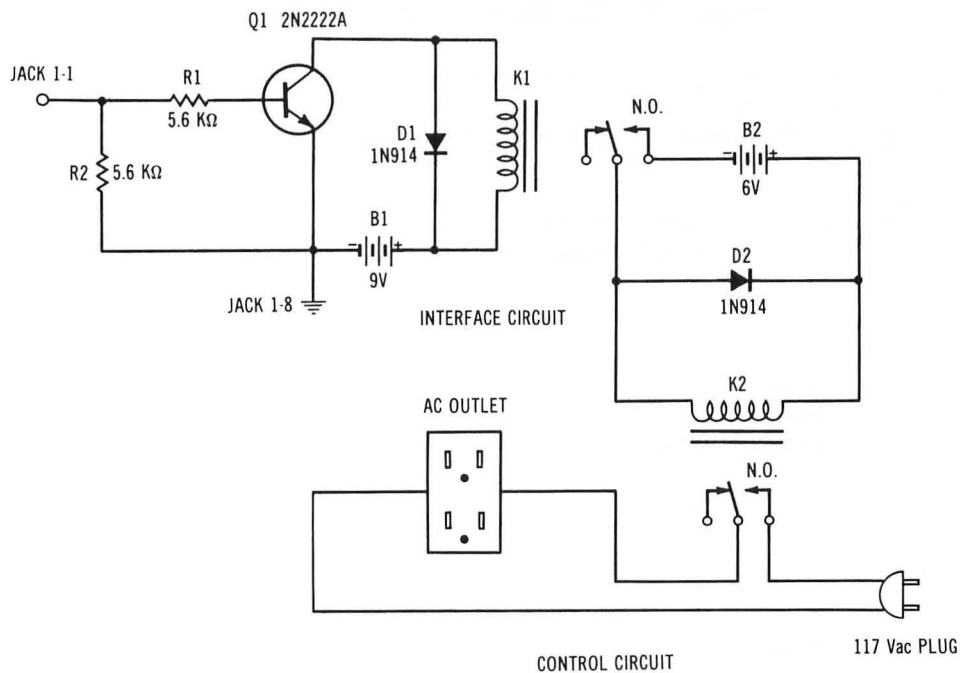 Q1 2N2222A
JACK 1-1
R1
5.6 KΩ
R2
5.6 KΩ
D1
1N914
K1
B1
− +
9V
JACK 1-8
INTERFACE CIRCUIT
N.O.
B2
− +
6V
D2
1N914
K2
AC OUTLET
N.O.
117 Vac PLUG
CONTROL CIRCUIT